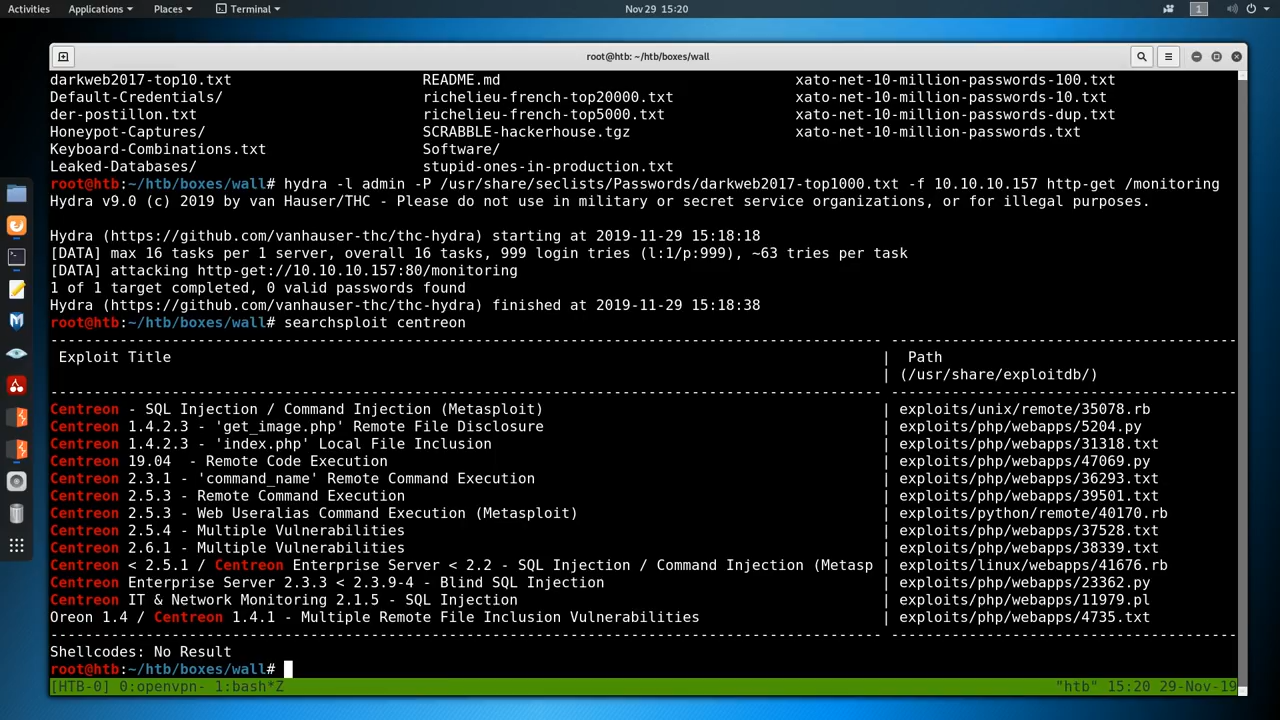 Activities Applications Places Terminal Nov 29 15:20 1
root@htb: ~/htb/boxes/wall
darkweb2017-top10.txt README.md xato-net-10-million-passwords-100.txt
Default-Credentials/ richelieu-french-top20000.txt xato-net-10-million-passwords-10.txt
der-postillon.txt richelieu-french-top5000.txt xato-net-10-million-passwords-dup.txt
Honeypot-Captures/ SCRABBLE-hackerhouse.tgz xato-net-10-million-passwords.txt
Keyboard-Combinations.txt Software/
Leaked-Databases/ stupid-ones-in-production.txt
root@htb:~/htb/boxes/wall# hydra -l admin -P /usr/share/seclists/Passwords/darkweb2017-top1000.txt -f 10.10.10.157 http-get /monitoring
Hydra v9.0 (c) 2019 by van Hauser/THC - Please do not use in military or secret service organizations, or for illegal purposes.
Hydra (https://github.com/vanhauser-thc/thc-hydra) starting at 2019-11-29 15:18:18
[DATA] max 16 tasks per 1 server, overall 16 tasks, 999 login tries (l:1/p:999), ~63 tries per task
[DATA] attacking http-get://10.10.10.157:80/monitoring
1 of 1 target completed, 0 valid passwords found
Hydra (https://github.com/vanhauser-thc/thc-hydra) finished at 2019-11-29 15:18:38
root@htb:~/htb/boxes/wall# searchsploit centreon
------------------------------------------------------------------------------------------------ ----------------------------------------
Exploit Title | Path
| (/usr/share/exploitdb/)
------------------------------------------------------------------------------------------------ ----------------------------------------
Centreon - SQL Injection / Command Injection (Metasploit) | exploits/unix/remote/35078.rb
Centreon 1.4.2.3 - 'get_image.php' Remote File Disclosure | exploits/php/webapps/5204.py
Centreon 1.4.2.3 - 'index.php' Local File Inclusion | exploits/php/webapps/31318.txt
Centreon 19.04 - Remote Code Execution | exploits/php/webapps/47069.py
Centreon 2.3.1 - 'command_name' Remote Command Execution | exploits/php/webapps/36293.txt
Centreon 2.5.3 - Remote Command Execution | exploits/php/webapps/39501.txt
Centreon 2.5.3 - Web Useralias Command Execution (Metasploit) | exploits/python/remote/40170.rb
Centreon 2.5.4 - Multiple Vulnerabilities | exploits/php/webapps/37528.txt
Centreon 2.6.1 - Multiple Vulnerabilities | exploits/php/webapps/38339.txt
Centreon < 2.5.1 / Centreon Enterprise Server < 2.2 - SQL Injection / Command Injection (Metasp | exploits/linux/webapps/41676.rb
Centreon Enterprise Server 2.3.3 < 2.3.9-4 - Blind SQL Injection | exploits/php/webapps/23362.py
Centreon IT & Network Monitoring 2.1.5 - SQL Injection | exploits/php/webapps/11979.pl
Oreon 1.4 / Centreon 1.4.1 - Multiple Remote File Inclusion Vulnerabilities | exploits/php/webapps/4735.txt
------------------------------------------------------------------------------------------------ ----------------------------------------
Shellcodes: No Result
root@htb:~/htb/boxes/wall#
[HTB-0] 0:openvpn- 1:bash*Z "htb" 15:20 29-Nov-19